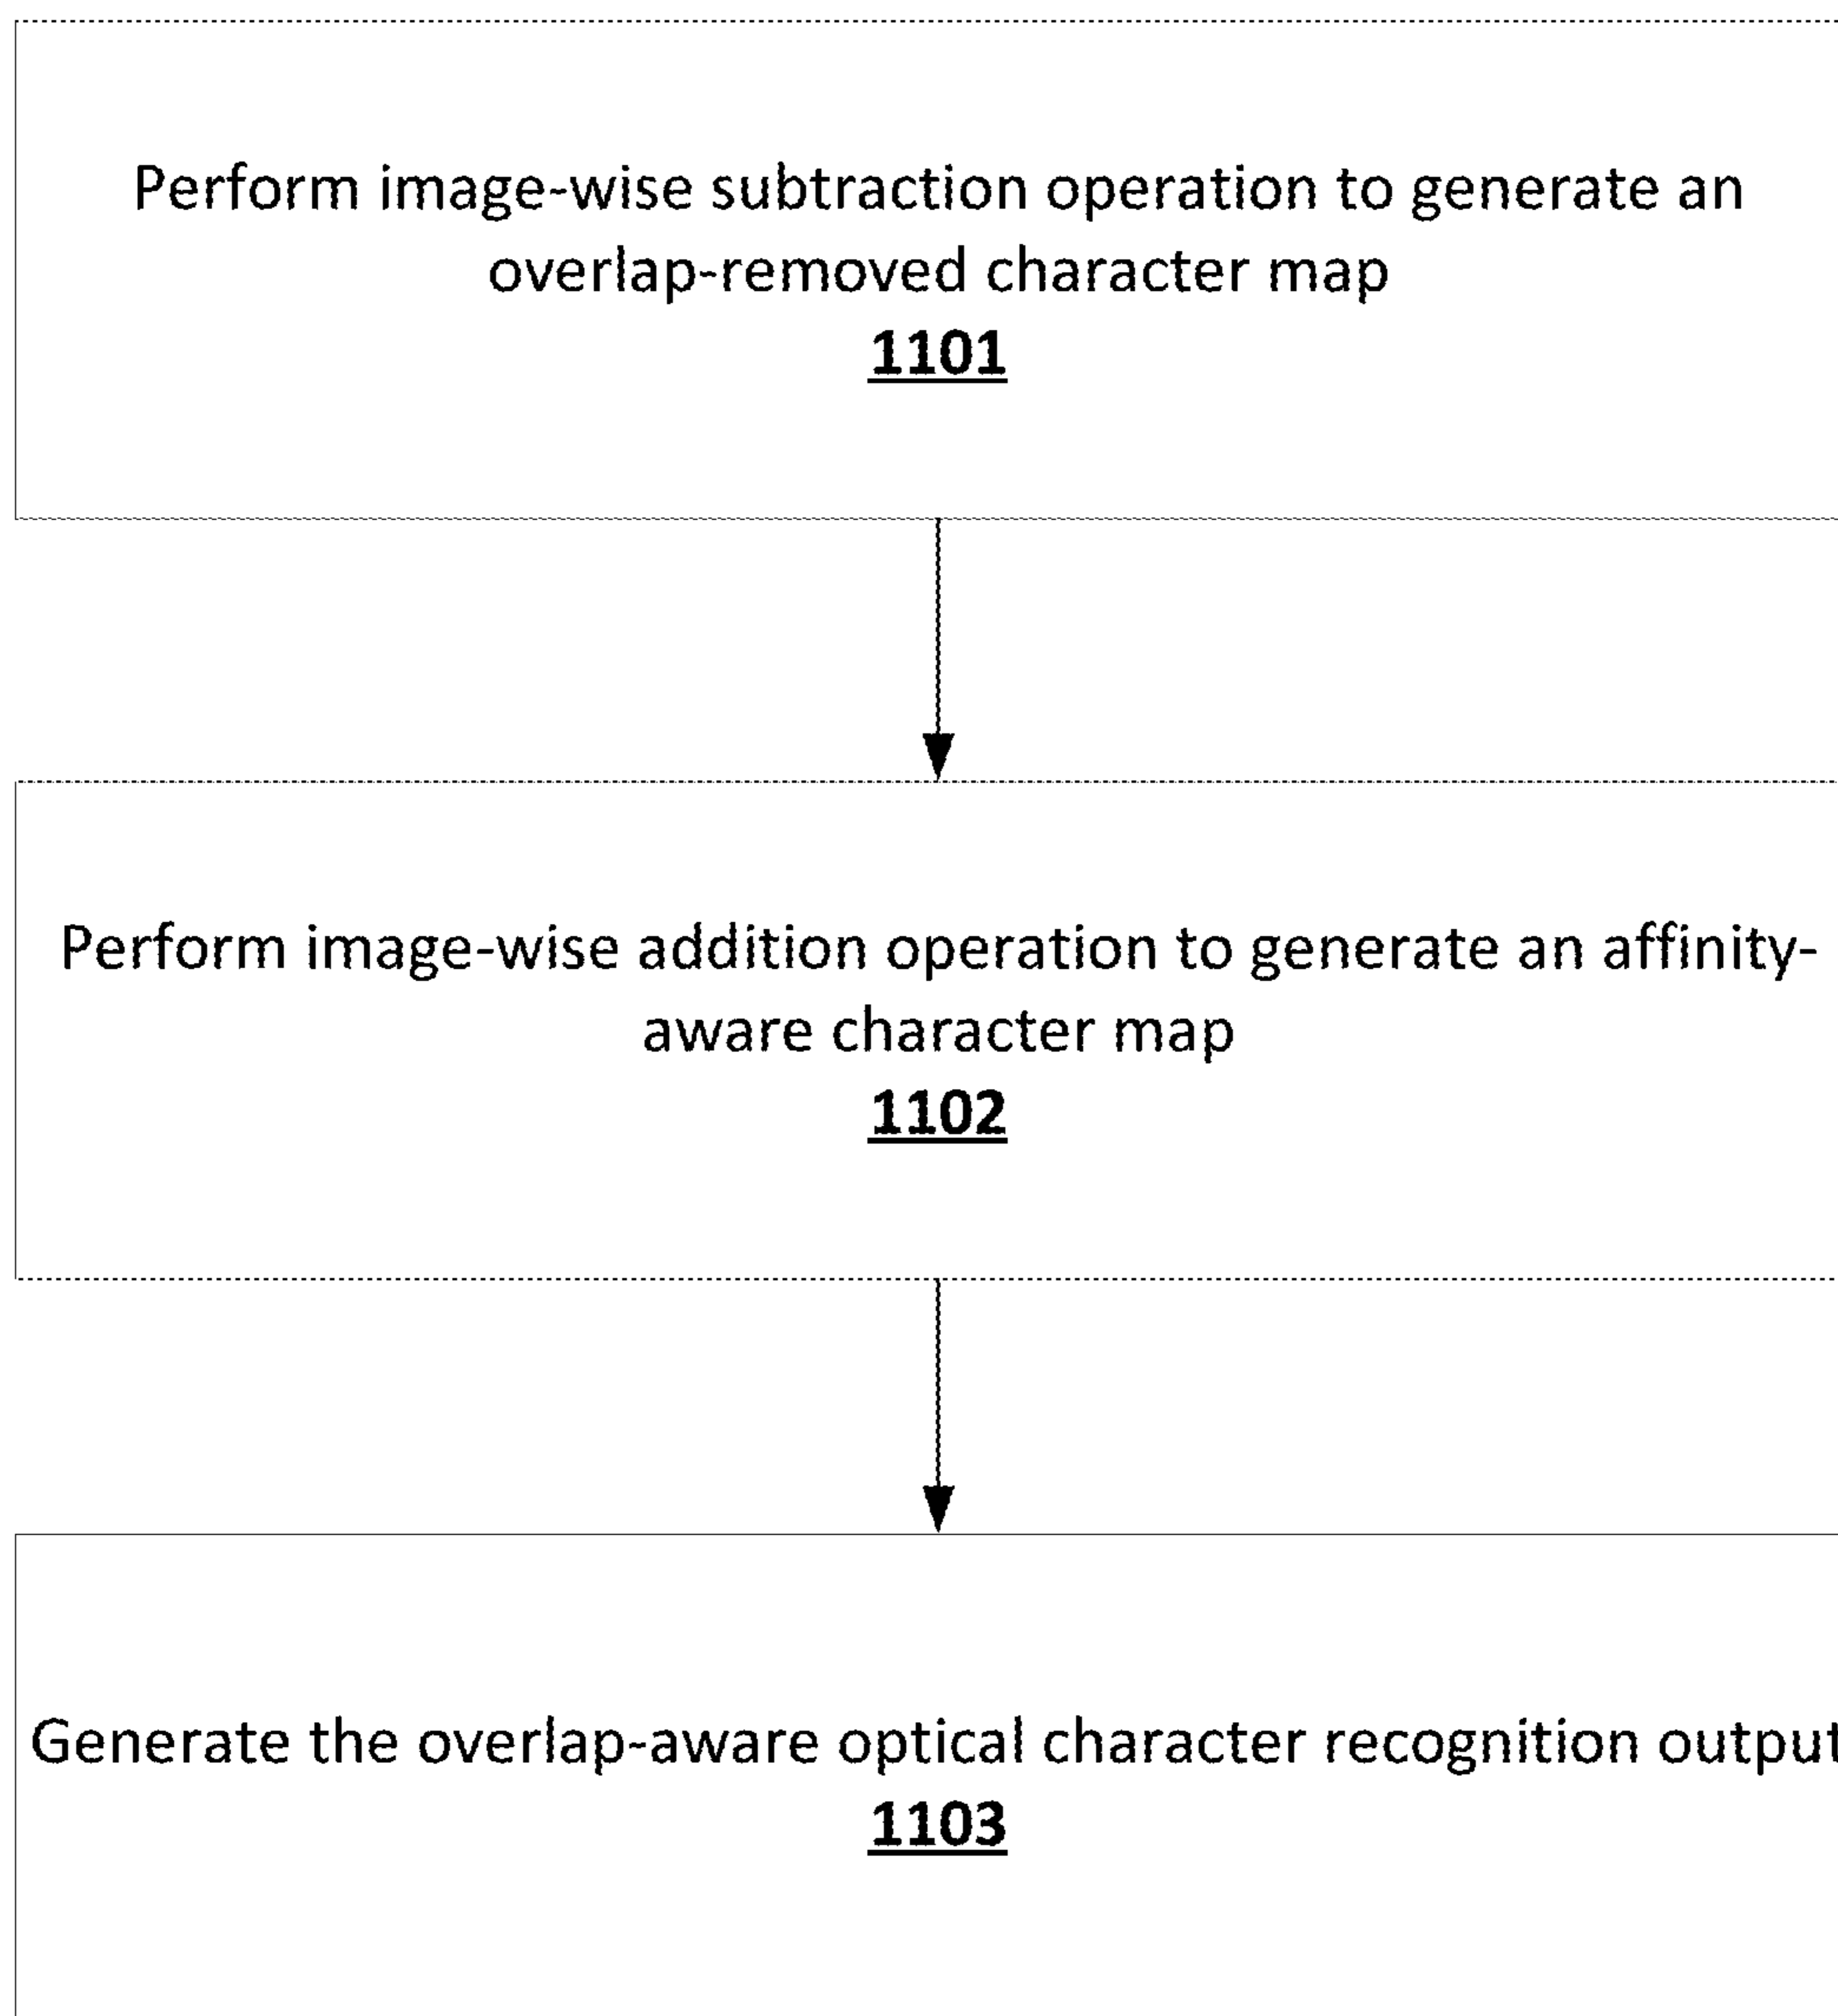 Perform image-wise subtraction operation to generate an
overlap-removed character map
1101
Perform image-wise addition operation to generate an affinity-
aware character map
1102
Generate the overlap-aware optical character recognition output
1103